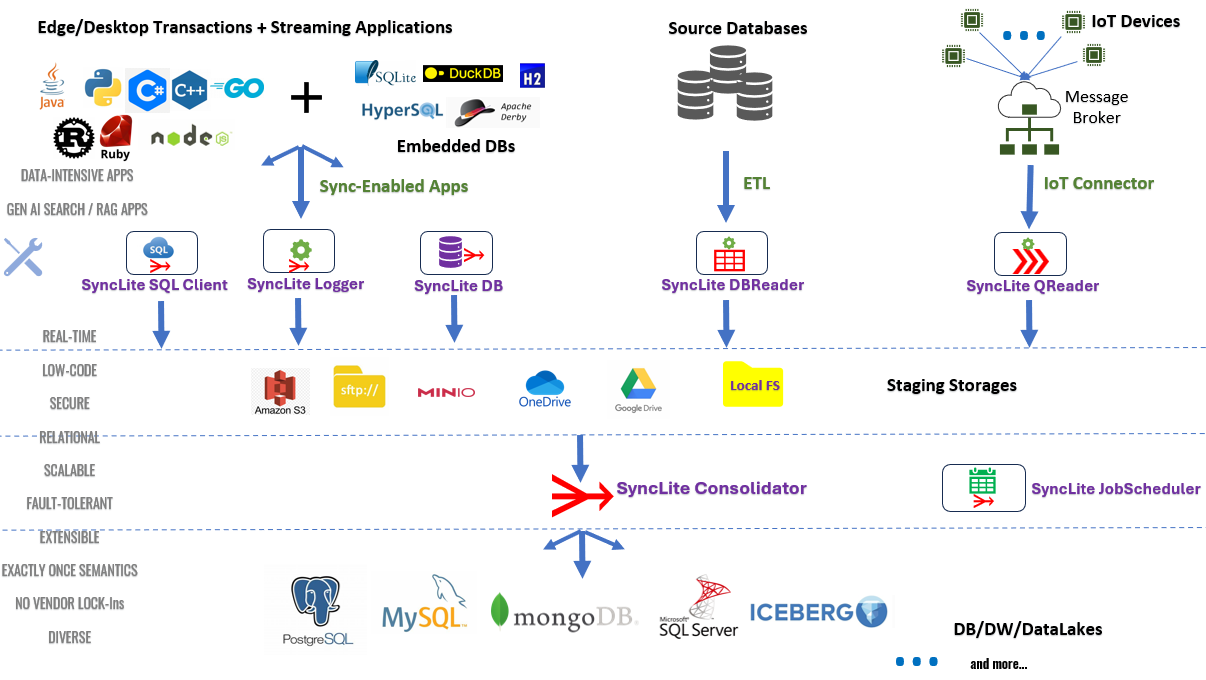 Edge/Desktop Transactions + Streaming Applications
Source Databases
IoT Devices
Java
C#
C++
GO
SQLite
DuckDB
H2
HyperSQL
Apache
Derby
R
Ruby
node
JS
Embedded DBs
Message
Broker
DATA-INTENSIVE APPS
GEN AI SEARCH / RAG APPS
Sync-Enabled Apps
ETL
IoT Connector
SQL
SyncLite SQL Client
SyncLite Logger
SyncLite DB
SyncLite DBReader
SyncLite QReader
REAL-TIME
LOW-CODE
SECURE
RELATIONAL
SCALABLE
FAULT-TOLERANT
EXTENSIBLE
EXACTLY ONCE SEMANTICS
NO VENDOR LOCK-Ins
DIVERSE
Amazon S3
sftp://
MINIO
OneDrive
Google Drive
Local FS
Staging Storages
SyncLite Consolidator
SyncLite JobScheduler
PostgreSQL
MySQL™
mongoDB®
Microsoft®
SQL Server
ICEBERG
DB/DW/DataLakes
and more...